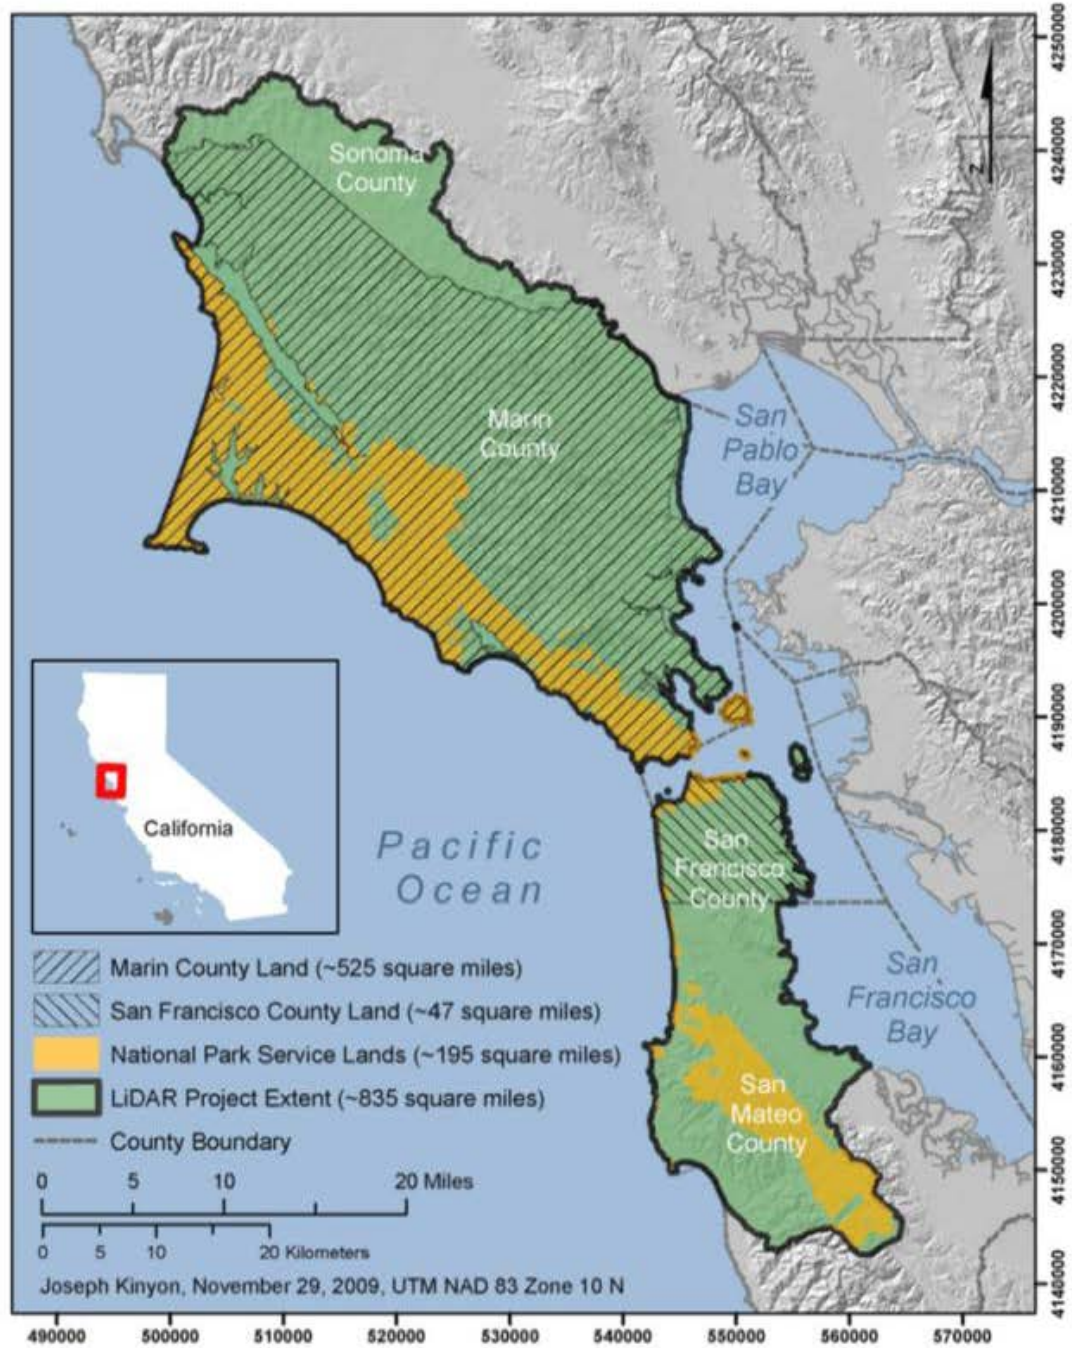 Sonoma
County
Marin
County
San
Pablo
Bay
California
Pacific
Ocean
San
Francisco
County
San
Francisco
Bay
San
Mateo
County
Marin County Land (~525 square miles)
San Francisco County Land (~47 square miles)
National Park Service Lands (~195 square miles)
LiDAR Project Extent (~835 square miles)
County Boundary
0 5 10 20 Miles
0 5 10 20 Kilometers
Joseph Kinyon, November 29, 2009, UTM NAD 83 Zone 10 N
N
4250000
4240000
4230000
4220000
4210000
4200000
4190000
4180000
4170000
4160000
4150000
4140000
490000 500000 510000 520000 530000 540000 550000 560000 570000